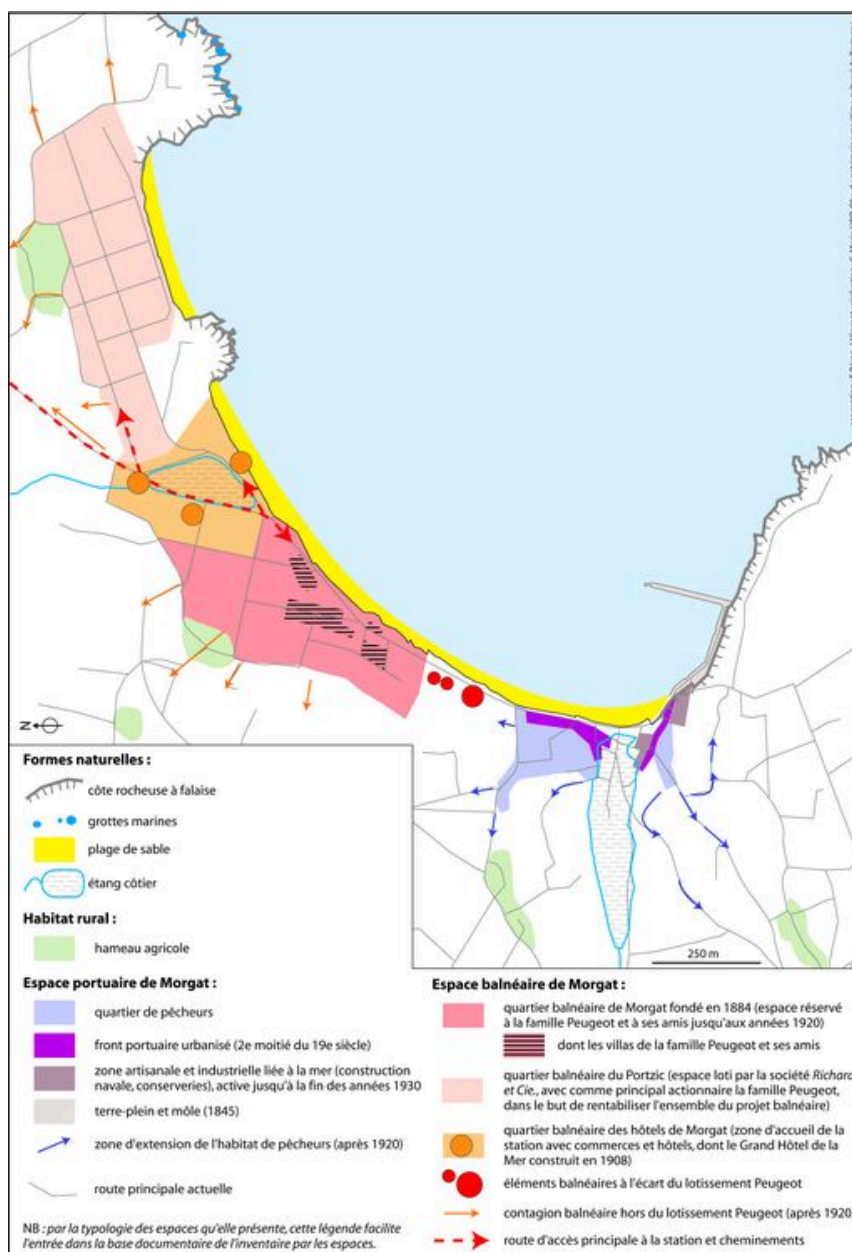 N
250 m
Formes naturelles :
côte rocheuse à falaise
grottes marines
plage de sable
étang côtier
Habitat rural :
hameau agricole
Espace portuaire de Morgat :
quartier de pêcheurs
front portuaire urbanisé (2e moitié du 19e siècle)
zone artisanale et industrielle liée à la mer (construction
navale, conserveries), active jusqu'à la fin des années 1930
terre-plein et môle (1845)
zone d'extension de l'habitat de pêcheurs (après 1920)
route principale actuelle
NB : par la typologie des espaces qu'elle présente, cette légende facilite
l'entrée dans la base documentaire de l'inventaire par les espaces.
Espace balnéaire de Morgat :
quartier balnéaire de Morgat fondé en 1884 (espace réservé
à la famille Peugeot et à ses amis jusqu'aux années 1920)
dont les villas de la famille Peugeot et ses amis
quartier balnéaire du Portzic (espace loti par la société Richard
et Cie., avec comme principal actionnaire la famille Peugeot,
dans le but de rentabiliser l'ensemble du projet balnéaire)
quartier balnéaire des hôtels de Morgat (zone d'accueil de la
station avec commerces et hôtels, dont le Grand Hôtel de la
Mer construit en 1908)
éléments balnéaires à l'écart du lotissement Peugeot
contagion balnéaire hors du lotissement Peugeot (après 1920)
route d'accès principale à la station et cheminements